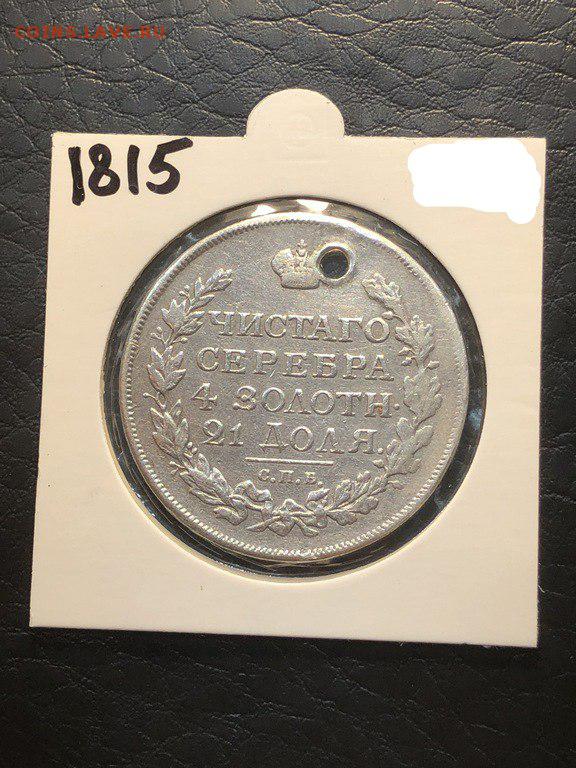 COINS.LAVE.RU
1815
ЧИСТАГО
СЕРЕБРА
4 ЗОЛОТН.
21 ДОЛЯ.
С.П.Б.